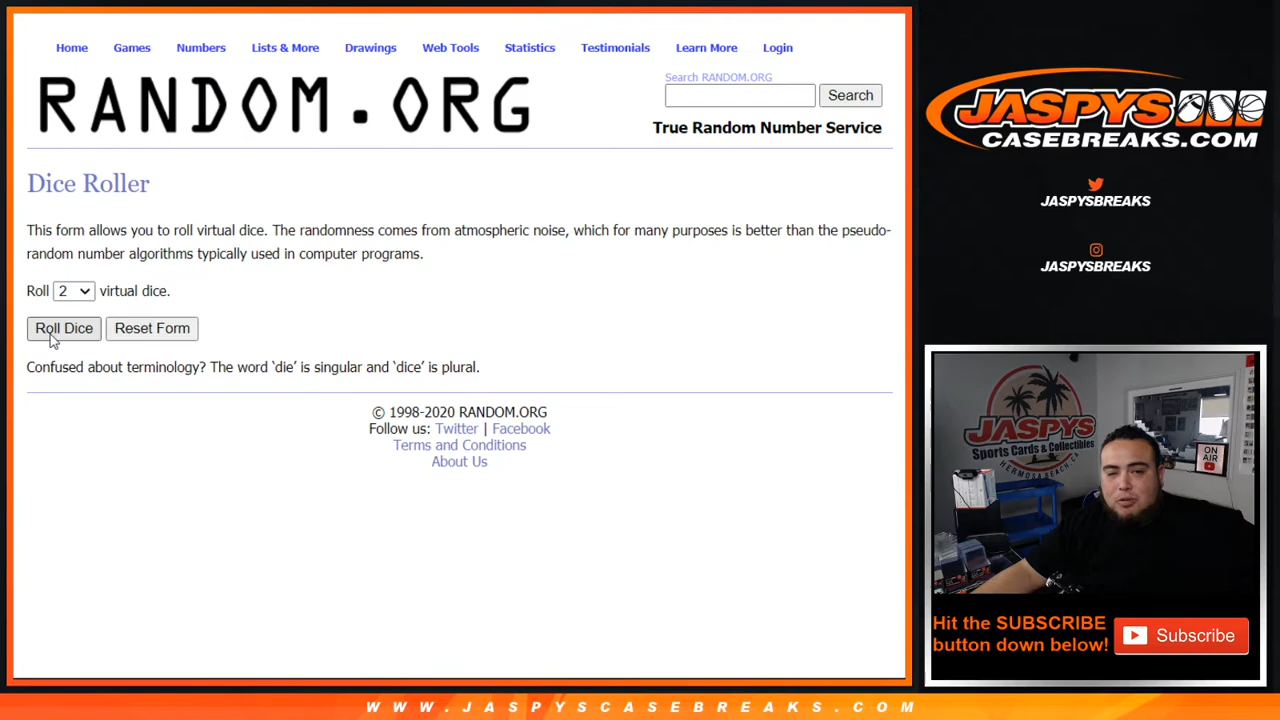 Home Games Numbers Lists & More Drawings Web Tools Statistics Testimonials Learn More Login
RANDOM.ORG
Search RANDOM.ORG
Search
True Random Number Service
Dice Roller
This form allows you to roll virtual dice. The randomness comes from atmospheric noise, which for many purposes is better than the pseudo-
random number algorithms typically used in computer programs.
Roll 2 virtual dice.
Roll Dice Reset Form
Confused about terminology? The word ‘die’ is singular and ‘dice’ is plural.
© 1998-2020 RANDOM.ORG
Follow us: Twitter | Facebook
Terms and Conditions
About Us
JASPYS
CASEBREAKS.COM
JASPYSBREAKS
JASPYSBREAKS
JASPYS
Sports Cards & Collectibles
HERMOSA BEACH, CA
ON
AIR
Hit the SUBSCRIBE
button down below!
Subscribe
WWW.JASPYSCASEBREAKS.COM